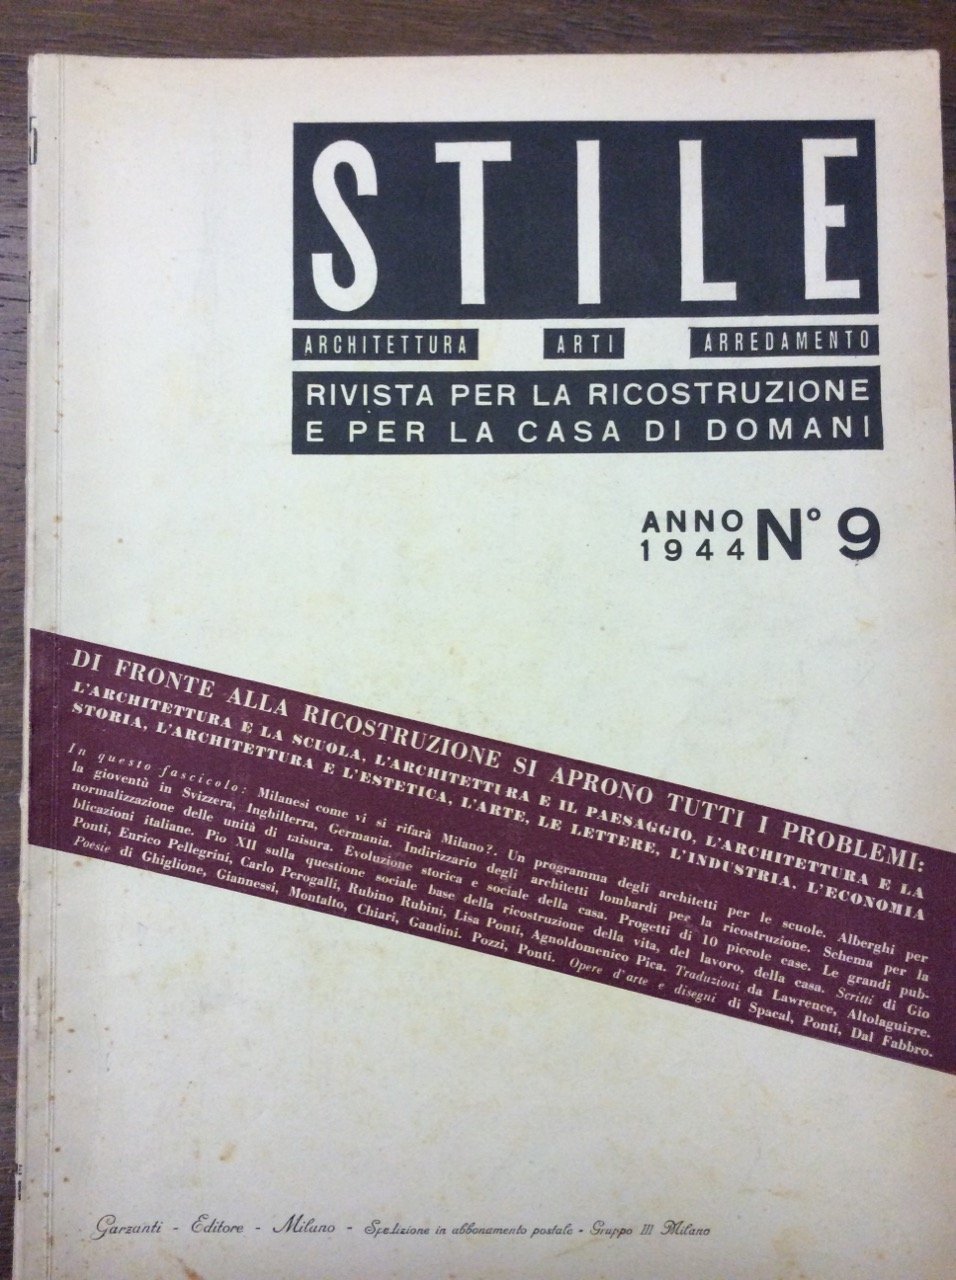 STILE
ARCHITETTURA ARTI ARREDAMENTO
RIVISTA PER LA RICOSTRUZIONE
E PER LA CASA DI DOMANI
ANNO
1944 N° 9
DI FRONTE ALLA RICOSTRUZIONE SI APRONO TUTTI I PROBLEMI:
L'ARCHITETTURA E LA SCUOLA, L'ARCHITETTURA E IL PAESAGGIO, L'ARCHITETTURA E LA
STORIA, L'ARCHITETTURA E L'ESTETICA, L'ARTE, LE LETTERE, L'INDUSTRIA, L'ECONOMIA
In questo fascicolo: Milanesi come vi si rifarà Milano?. Un programma degli architetti per le scuole. Alberghi per
la gioventù in Svizzera, Inghilterra, Germania. Indirizzario degli architetti lombardi per la ricostruzione. Schema per la
normalizzazione delle unità di misura. Evoluzione storica e sociale della casa. Progetti di 10 piccole case. Le grandi pub-
blicazioni italiane. Pio XII sulla questione sociale base della ricostruzione della vita, del lavoro, della casa. Scritti di Gio
Ponti, Enrico Pellegrini, Carlo Perogalli, Rubino Rubini, Lisa Ponti, Agnoldomenico Pica. Traduzioni da Lawrence, Altolaguirre.
Poesie di Ghiglione, Giannessi, Montalto, Chiari, Gandini. Pozzi, Ponti. Opere d'arte e disegni di Spacal, Ponti, Dal Fabbro.
Garzanti - Editore - Milano - Spedizione in abbonamento postale - Gruppo III Milano